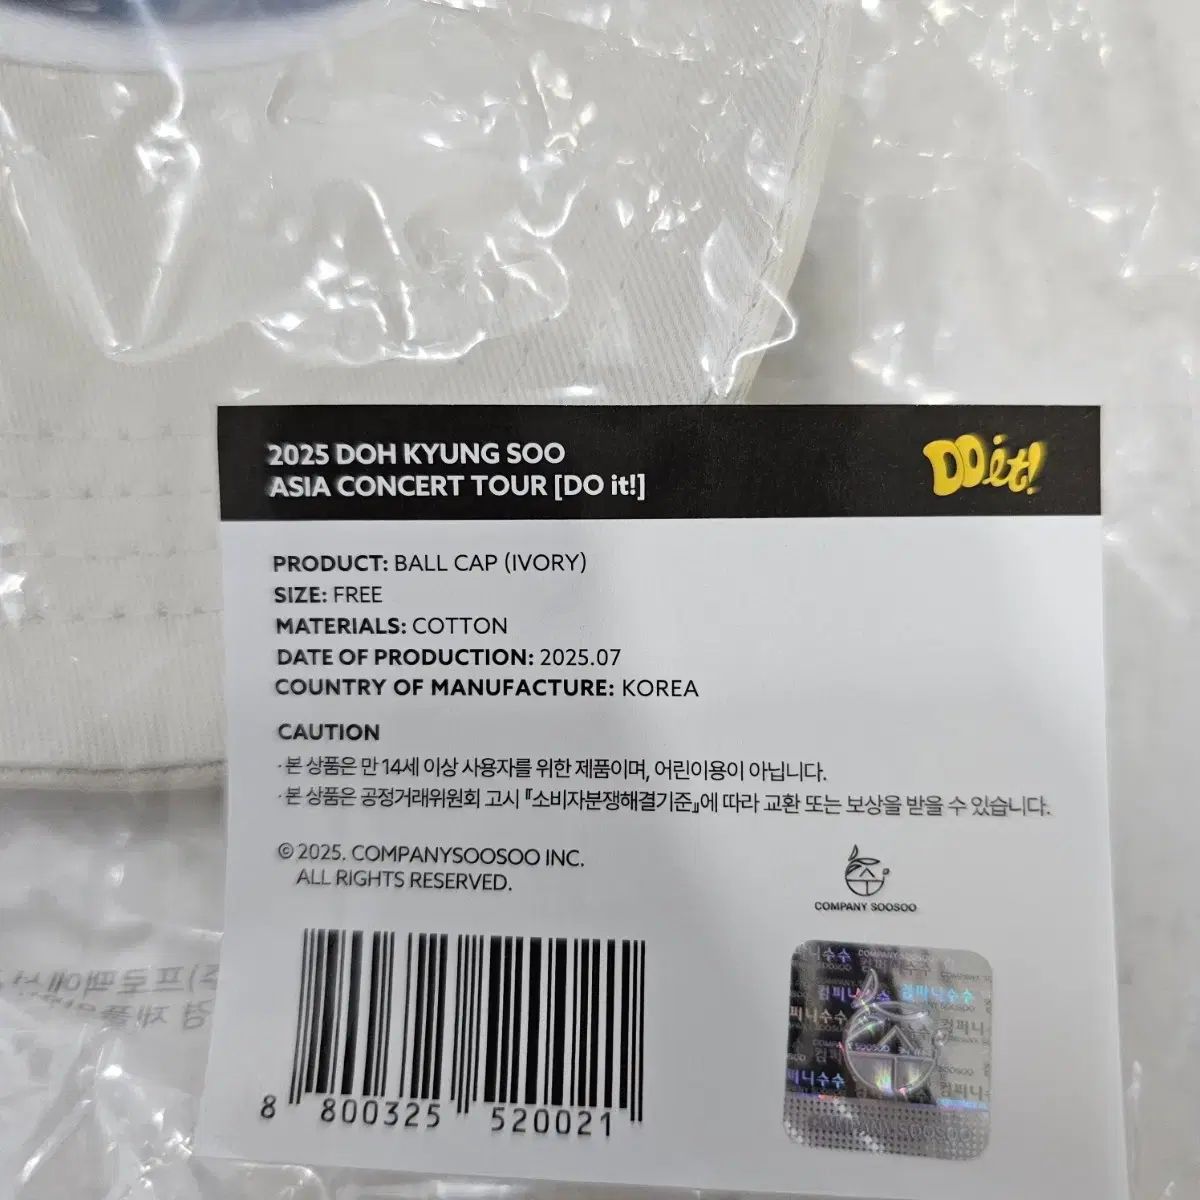 2025 DOH KYUNG SOO
ASIA CONCERT TOUR [DO it!]
DO it!
PRODUCT: BALL CAP (IVORY)
SIZE: FREE
MATERIALS: COTTON
DATE OF PRODUCTION: 2025.07
COUNTRY OF MANUFACTURE: KOREA
CAUTION
·본 상품은 만 14세 이상 사용자를 위한 제품이며, 어린이용이 아닙니다.
·본 상품은 공정거래위원회 고시 『소비자분쟁해결기준』에 따라 교환 또는 보상을 받을 수 있습니다.
© 2025. COMPANYSOOSOO INC.
ALL RIGHTS RESERVED.
COMPANY SOOSOO
8 800325 520021
컴퍼니수수